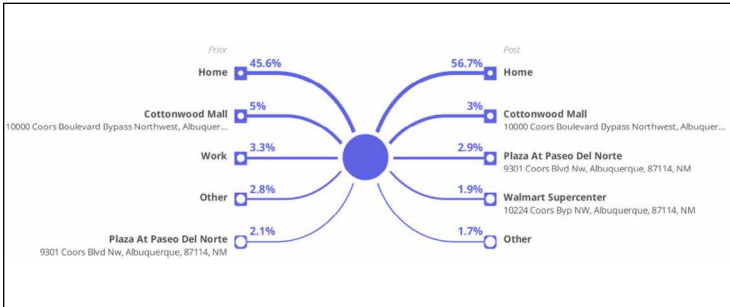 Prior
45.6%
Home
5%
Cottonwood Mall
10000 Coors Boulevard Bypass Northwest, Albuquer...
3.3%
Work
2.8%
Other
2.1%
Plaza At Paseo Del Norte
9301 Coors Blvd Nw, Albuquerque, 87114, NM
Post
56.7%
Home
3%
Cottonwood Mall
10000 Coors Boulevard Bypass Northwest, Albuquer...
2.9%
Plaza At Paseo Del Norte
9301 Coors Blvd Nw, Albuquerque, 87114, NM
1.9%
Walmart Supercenter
10224 Coors Byp NW, Albuquerque, 87114, NM
1.7%
Other